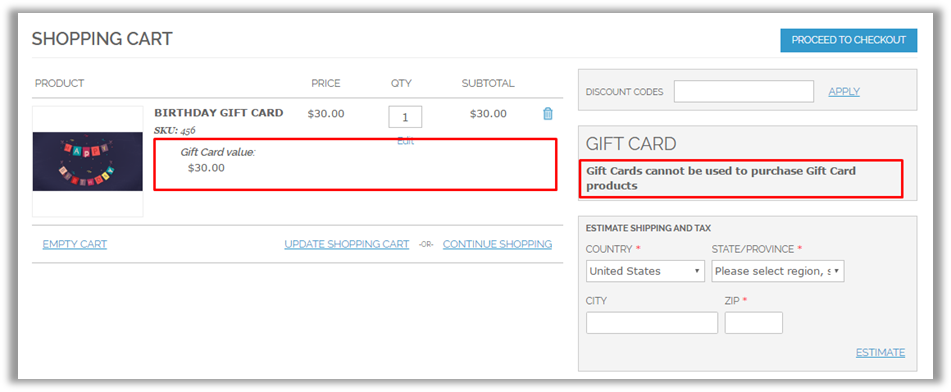 SHOPPING CART
PROCEED TO CHECKOUT
PRODUCT PRICE QTY SUBTOTAL
BIRTHDAY GIFT CARD $30.00 1 $30.00
SKU: 456
Edit
Gift Card value:
$30.00
EMPTY CART UPDATE SHOPPING CART -OR- CONTINUE SHOPPING
DISCOUNT CODES APPLY
GIFT CARD
Gift Cards cannot be used to purchase Gift Card
products
ESTIMATE SHIPPING AND TAX
COUNTRY * STATE/PROVINCE *
United States Please select region, s
CITY ZIP *
ESTIMATE